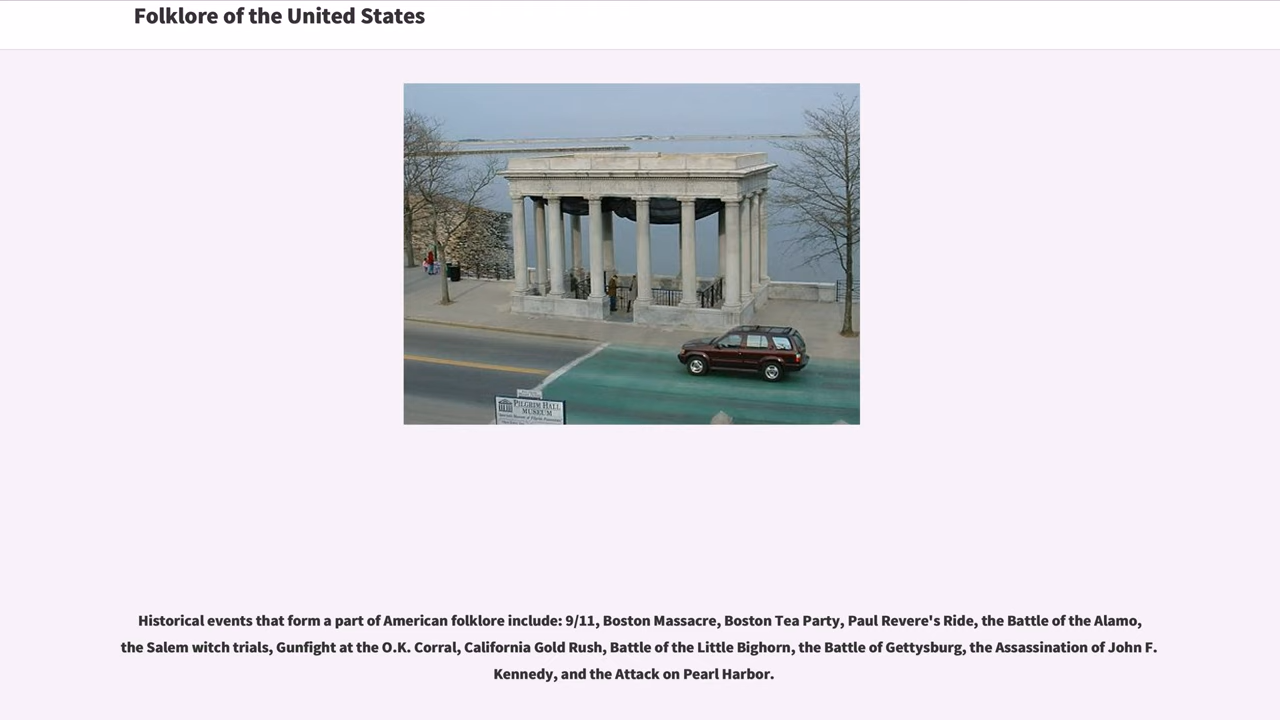 Folklore of the United States
PILGRIM HALL
MUSEUM
Historical events that form a part of American folklore include: 9/11, Boston Massacre, Boston Tea Party, Paul Revere's Ride, the Battle of the Alamo,
the Salem witch trials, Gunfight at the O.K. Corral, California Gold Rush, Battle of the Little Bighorn, the Battle of Gettysburg, the Assassination of John F.
Kennedy, and the Attack on Pearl Harbor.